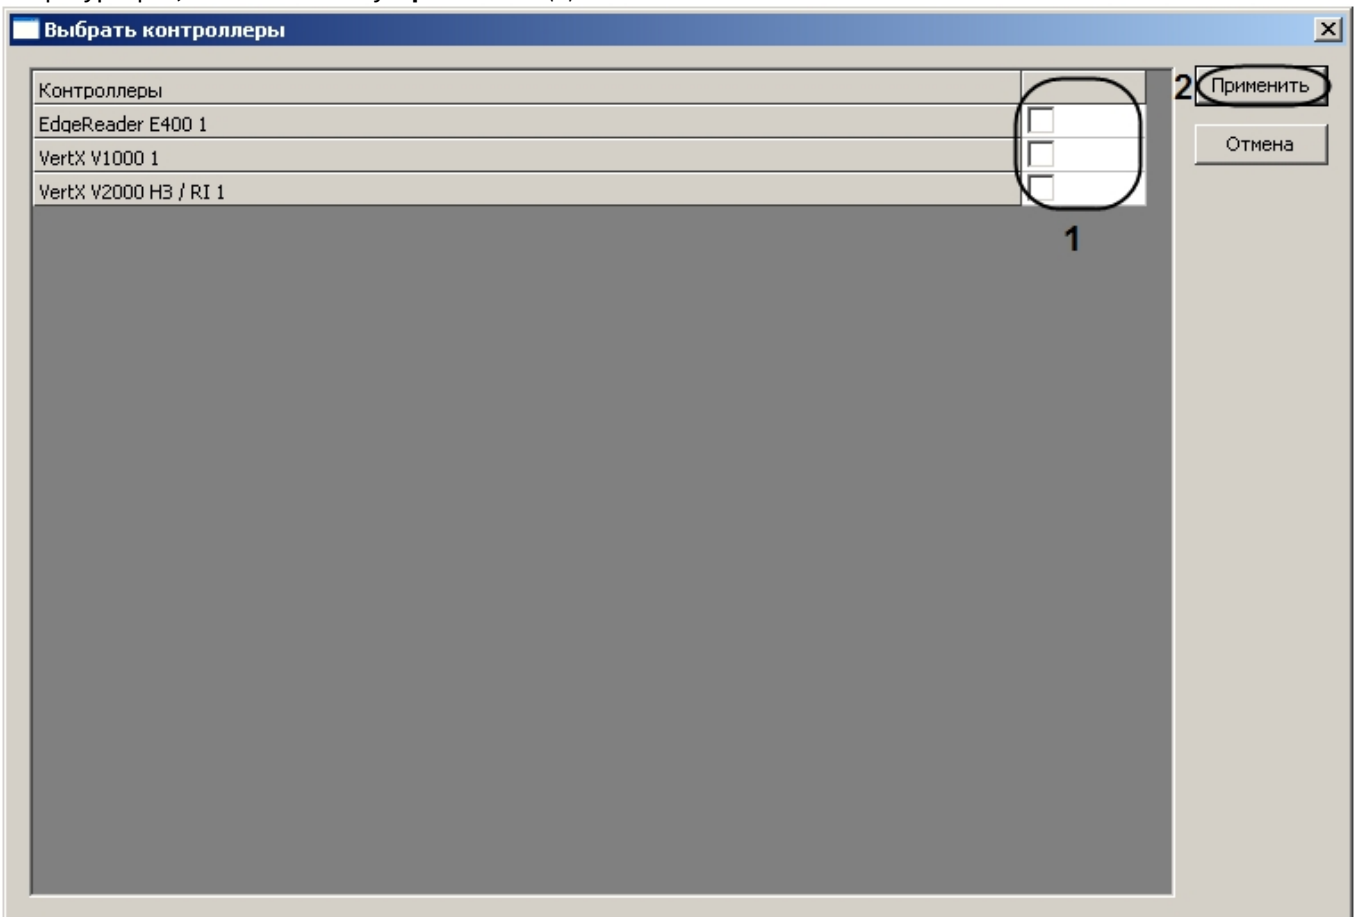 Выбрать контроллеры
Контроллеры
EdgeReader E400 1
VertX V1000 1
VertX V2000 H3 / RI 1
1
2 Применить
Отмена